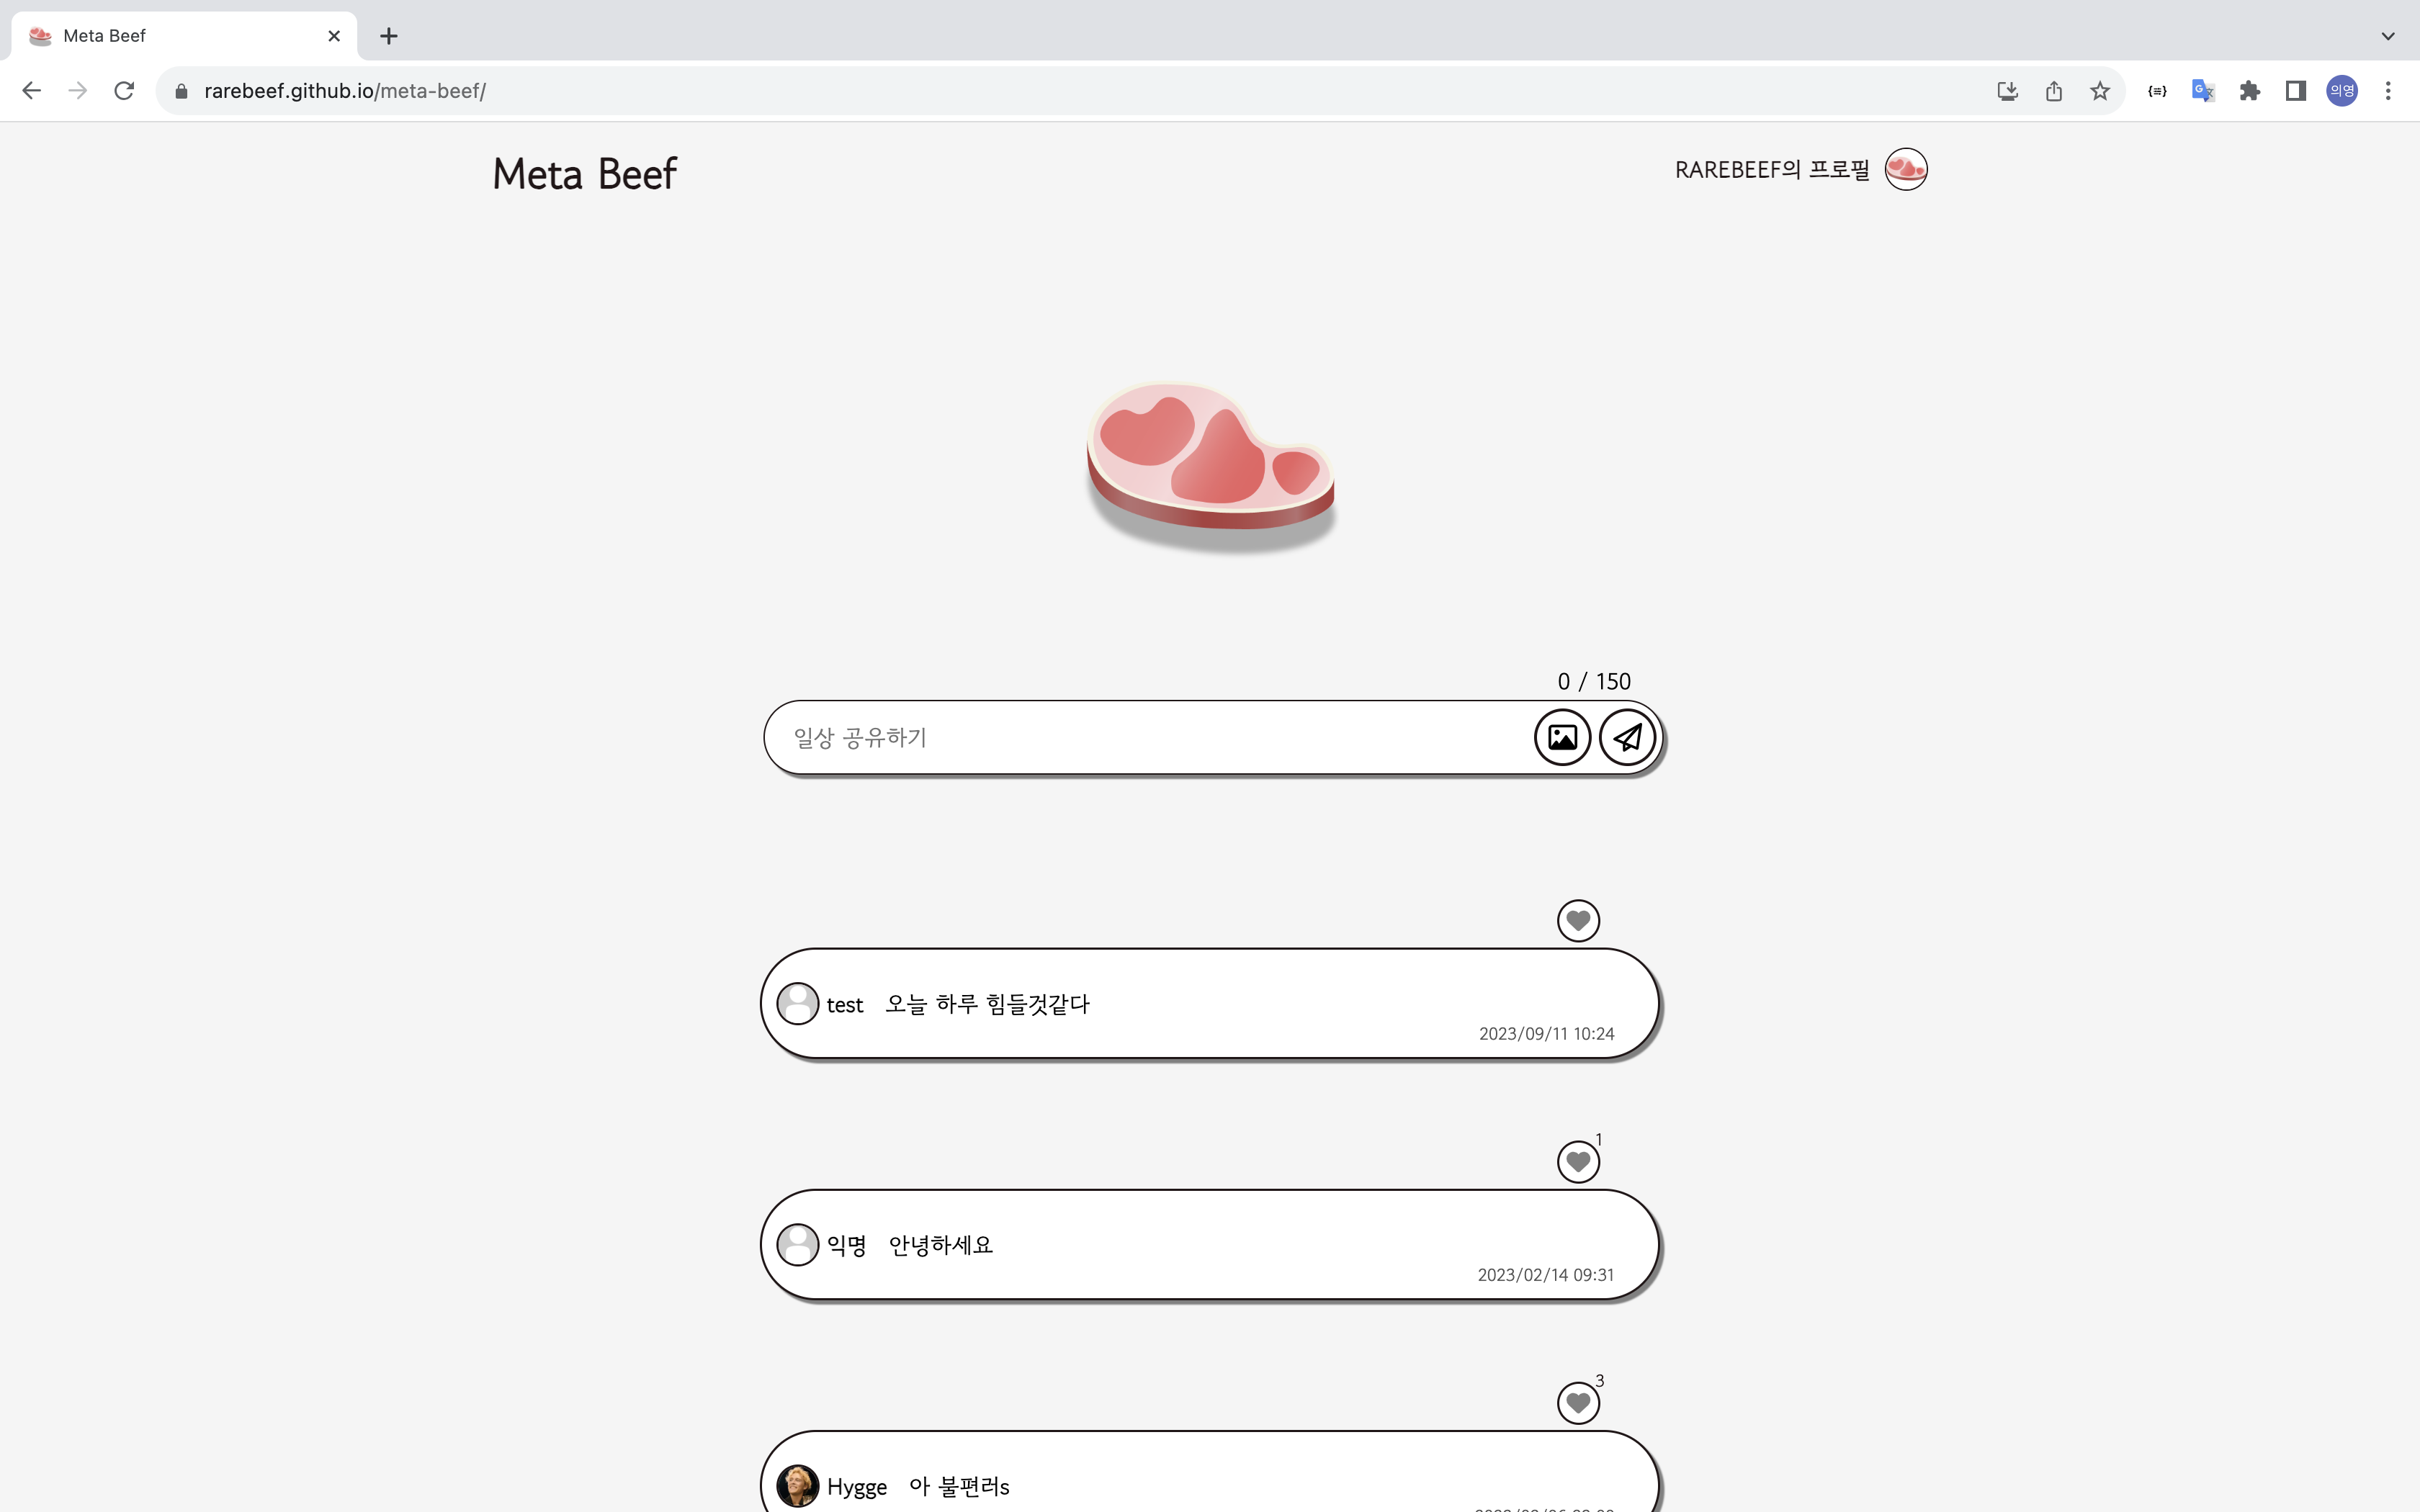 Meta Beef
rarebeef.github.io/meta-beef/
의영
Meta Beef
RAREBEEF의 프로필
0 / 150
일상 공유하기
test 오늘 하루 힘들것같다
2023/09/11 10:24
1
익명 안녕하세요
2023/02/14 09:31
3
Hygge 아 불편러s